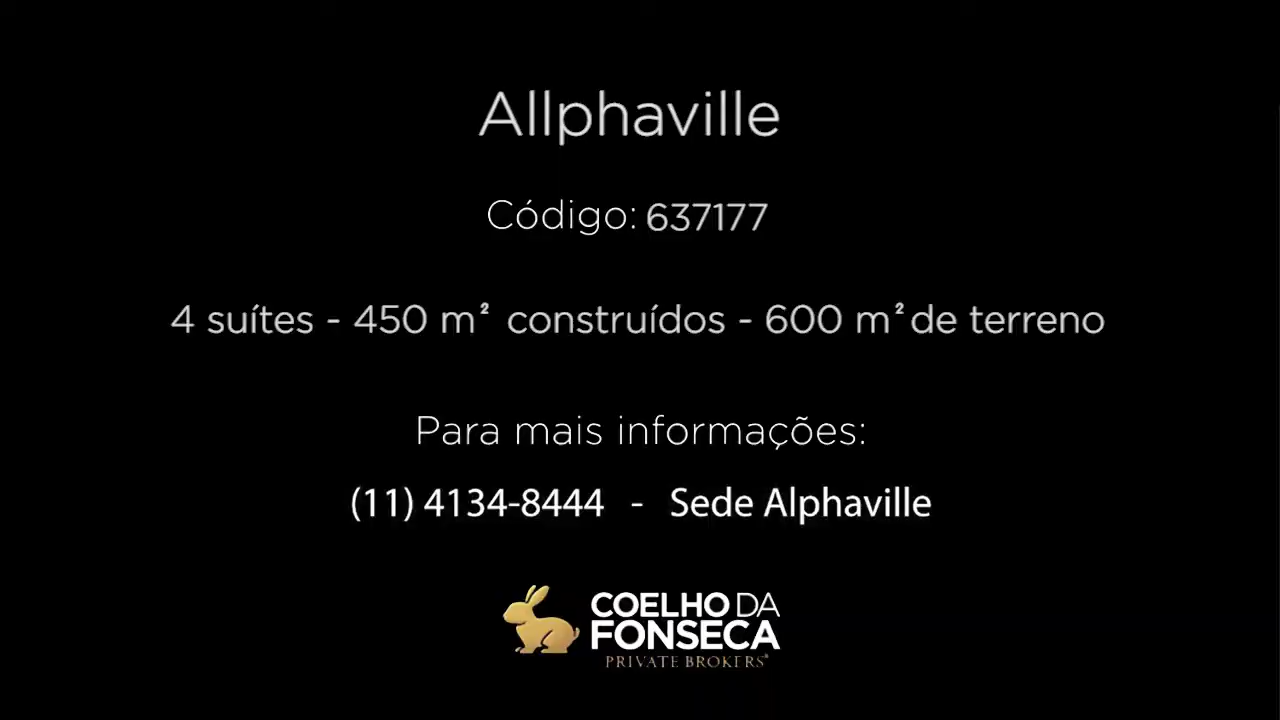 Allphaville
Código: 637177
4 suítes - 450 m² construídos - 600 m² de terreno
Para mais informações:
(11) 4134-8444 - Sede Alphaville
COELHO DA
FONSECA
PRIVATE BROKERS®